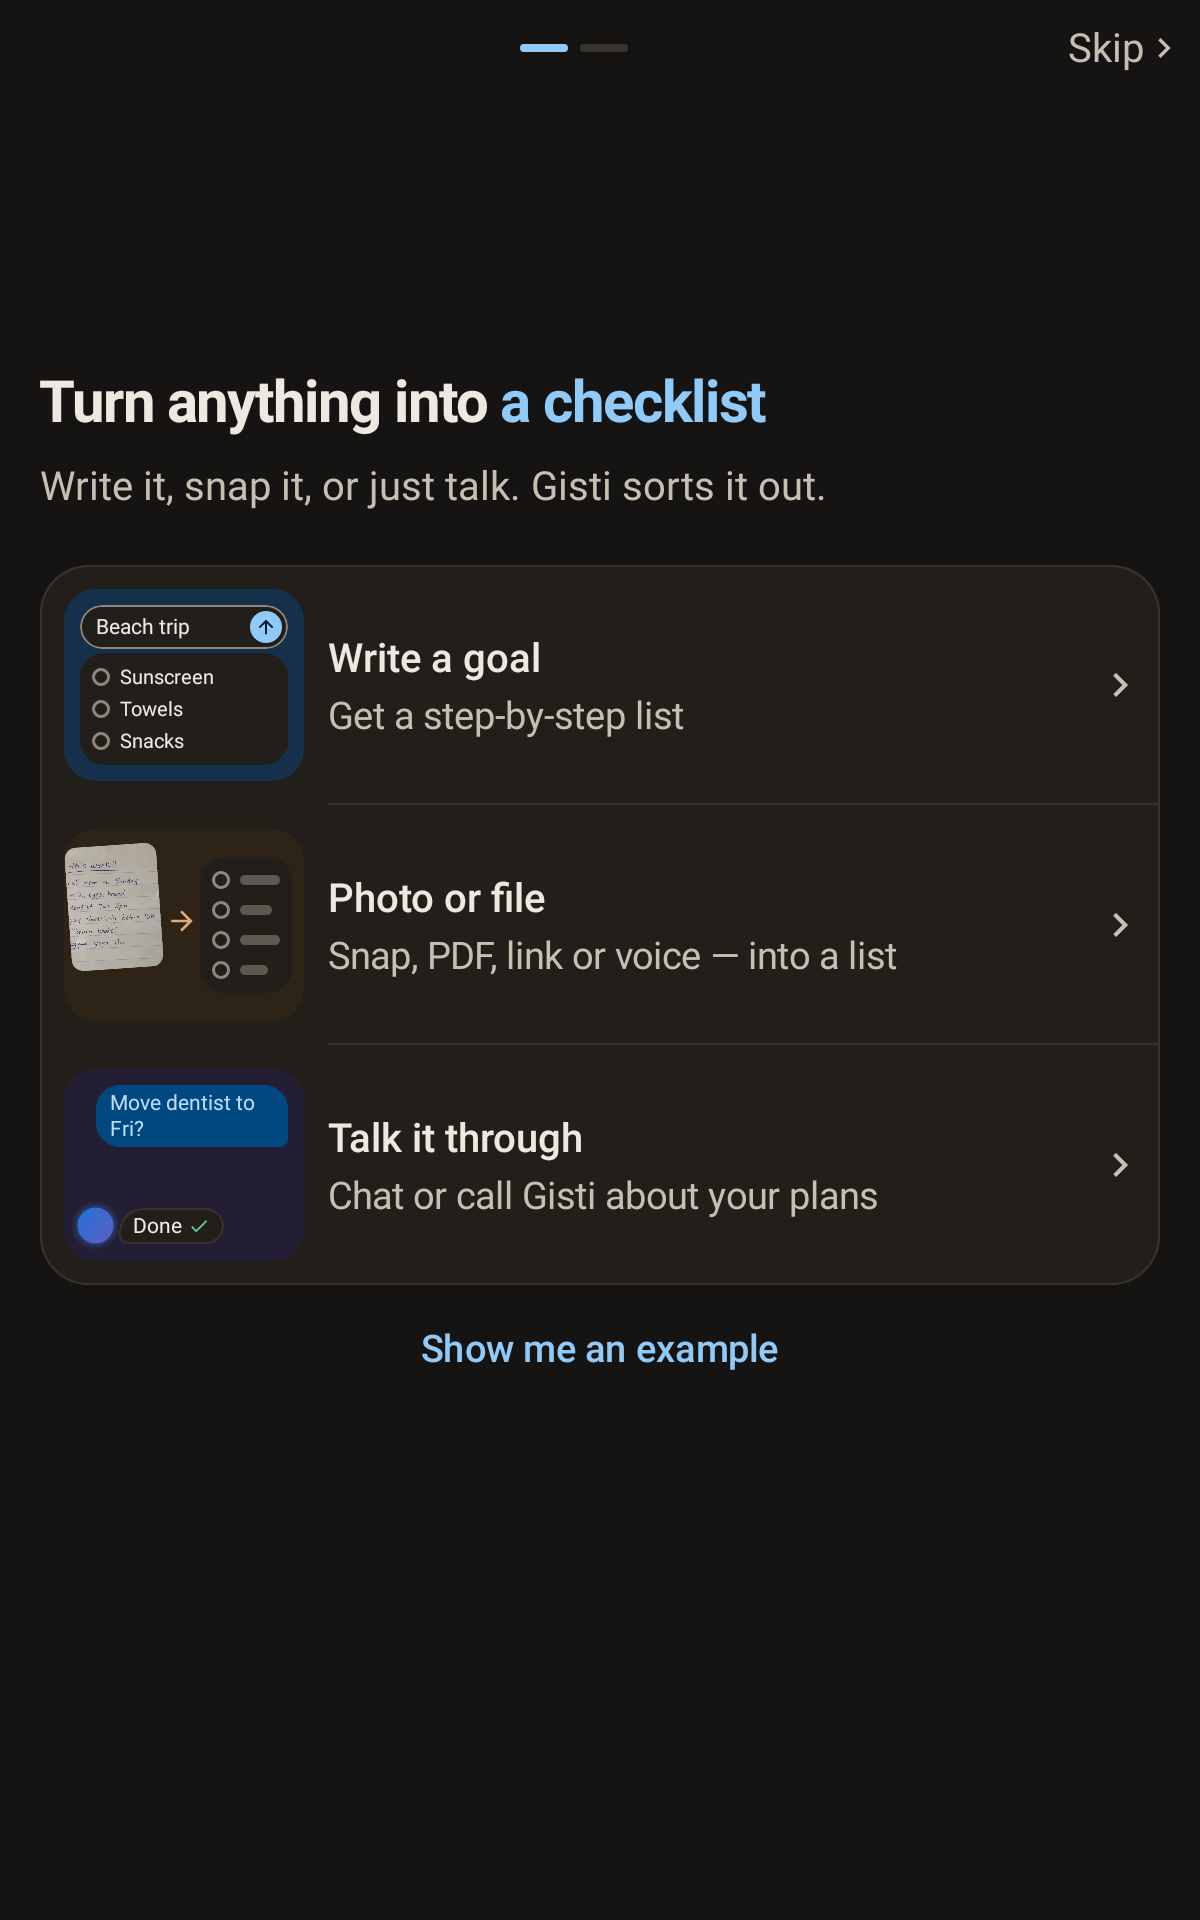 Skip
Turn anything into a checklist
Write it, snap it, or just talk. Gisti sorts it out.
Beach trip
Sunscreen
Towels
Snacks
Write a goal
Get a step-by-step list
Photo or file
Snap, PDF, link or voice — into a list
Move dentist to
Fri?
Done
Talk it through
Chat or call Gisti about your plans
Show me an example